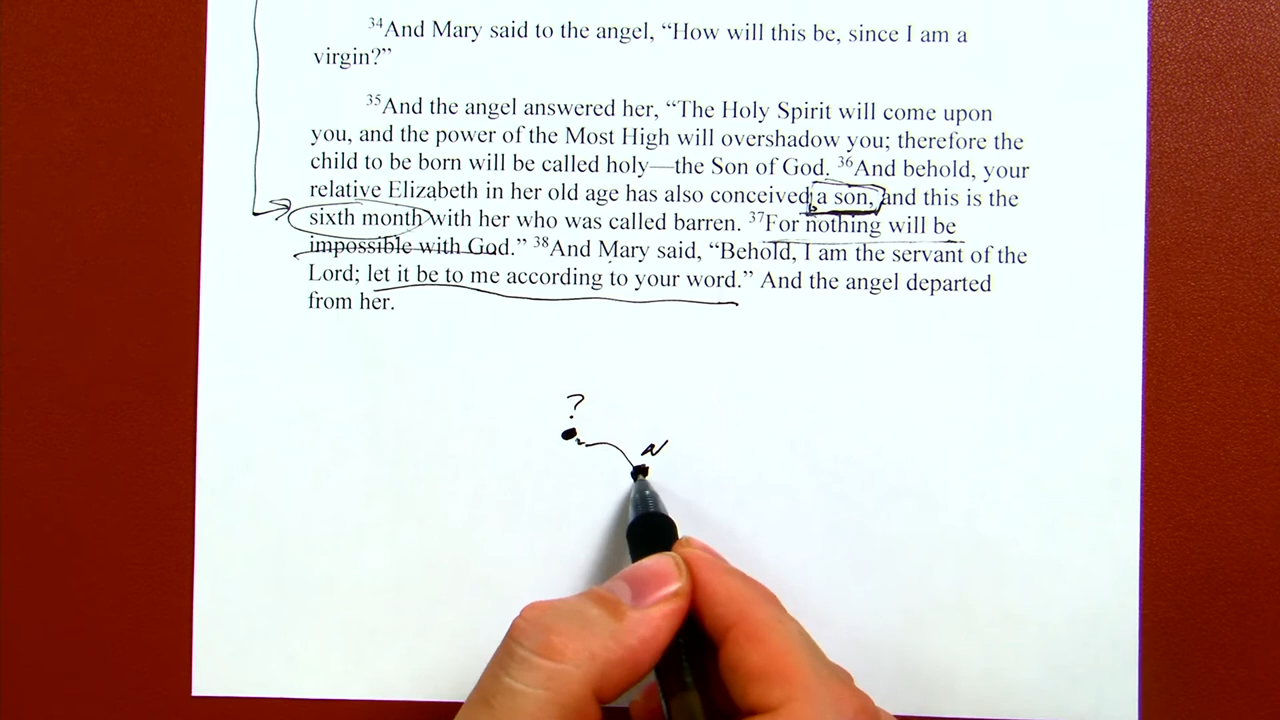 ³⁴And Mary said to the angel, “How will this be, since I am a
virgin?”
³⁵And the angel answered her, “The Holy Spirit will come upon
you, and the power of the Most High will overshadow you; therefore the
child to be born will be called holy—the Son of God. ³⁶And behold, your
relative Elizabeth in her old age has also conceived a son, and this is the
sixth month with her who was called barren. ³⁷For nothing will be
impossible with God.” ³⁸And Mary said, “Behold, I am the servant of the
Lord; let it be to me according to your word.” And the angel departed
from her.
?
N